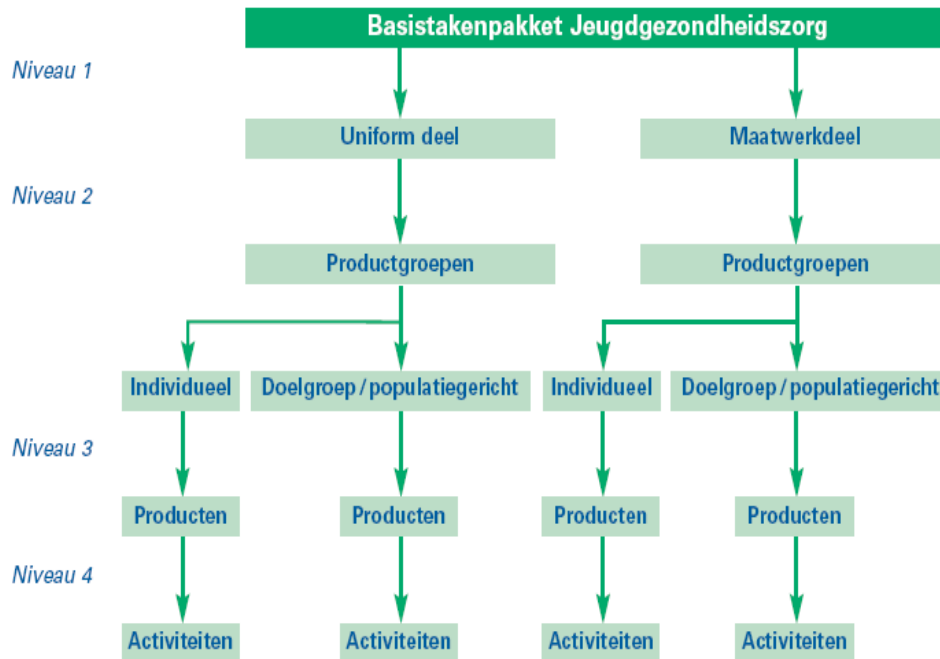 Basistakenpakket Jeugdgezondheidszorg
Niveau 1
Uniform deel
Maatwerkdeel
Niveau 2
Productgroepen
Productgroepen
Individueel
Doelgroep / populatiegericht
Individueel
Doelgroep / populatiegericht
Niveau 3
Producten
Producten
Producten
Producten
Niveau 4
Activiteiten
Activiteiten
Activiteiten
Activiteiten